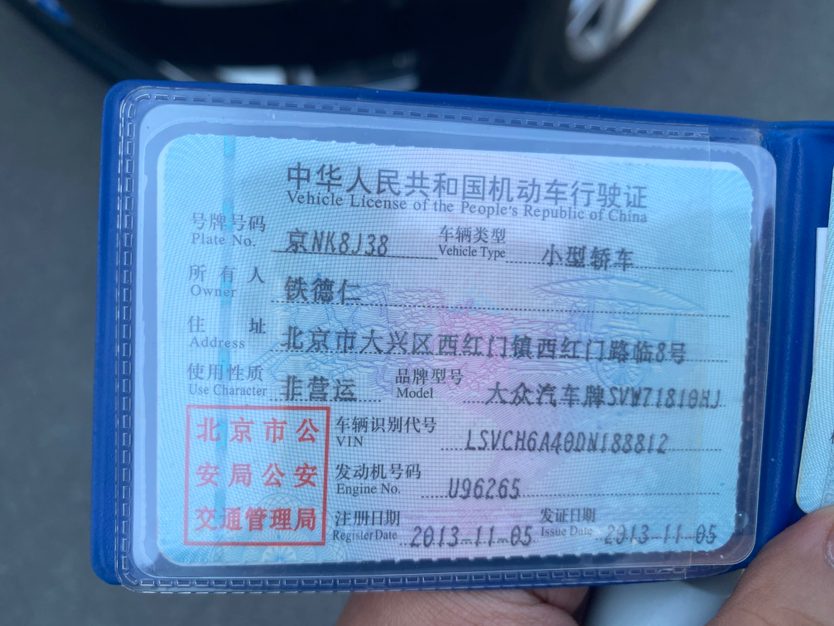 中华人民共和国机动车行驶证
Vehicle License of the People's Republic of China
号牌号码 京NK8J38 车辆类型 小型轿车
Plate No. Vehicle Type
所有人 铁德仁
Owner
住址 北京市大兴区西红门镇西红门路临8号
Address
使用性质 非营运 品牌型号 大众汽车牌SVW71810HJ
Use Character Model
北京市公 车辆识别代号 LSVCH6A40DN188812
VIN
安局公安 发动机号码 U96265
Engine No.
交通管理局 注册日期 2013-11-05 发证日期 2013-11-05
Register Date Issue Date